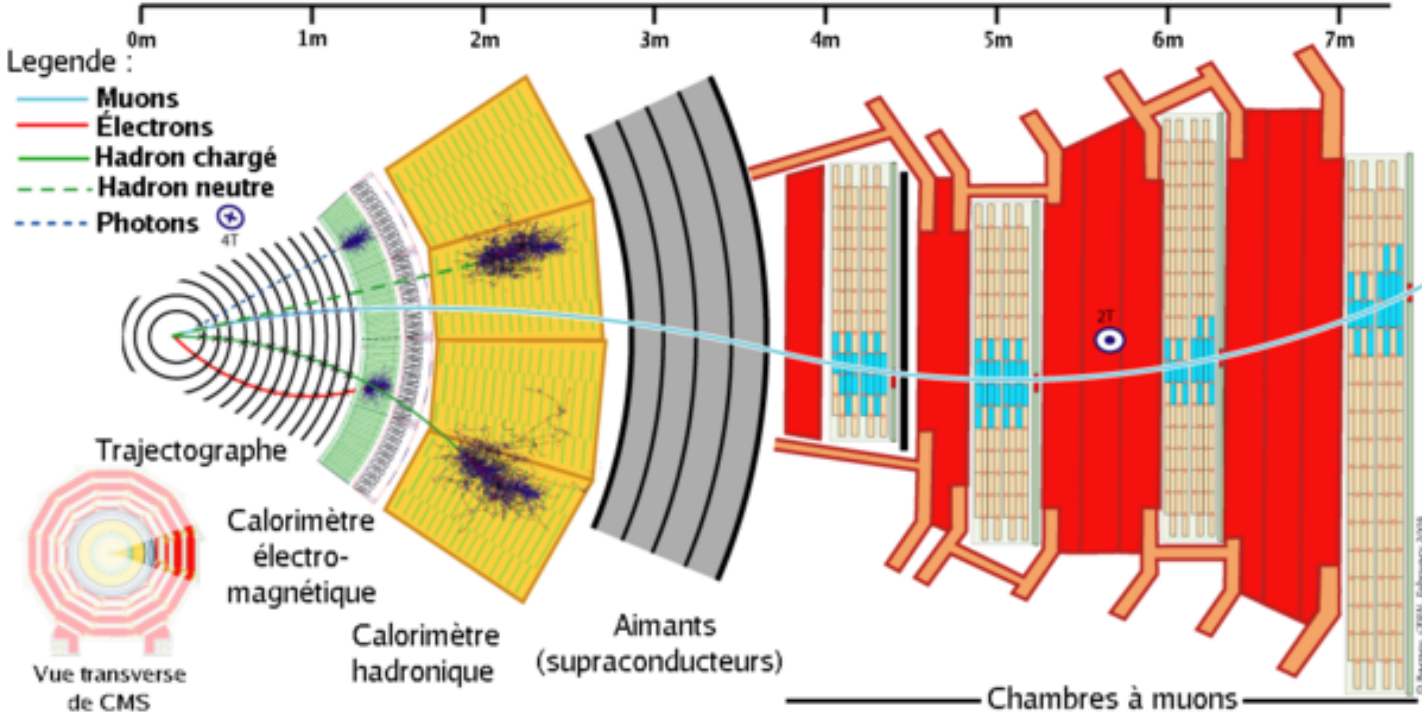 0m 1m 2m 3m 4m 5m 6m 7m
Legende :
Muons
Électrons
Hadron chargé
Hadron neutre
Photons
4T
2T
Trajectographe
Calorimètre
électro-
magnétique
Calorimètre
hadronique
Aimants
(supraconducteurs)
Chambres à muons
Vue transverse
de CMS